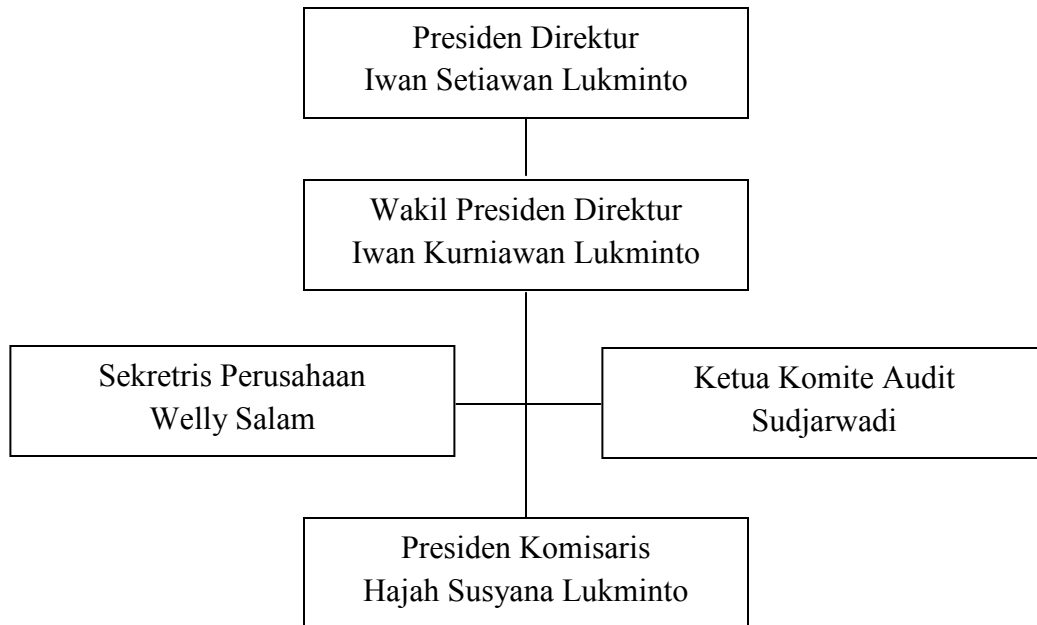 Presiden Direktur
Iwan Setiawan Lukminto
Wakil Presiden Direktur
Iwan Kurniawan Lukminto
Sekretris Perusahaan
Welly Salam
Ketua Komite Audit
Sudjarwadi
Presiden Komisaris
Hajah Susyana Lukminto